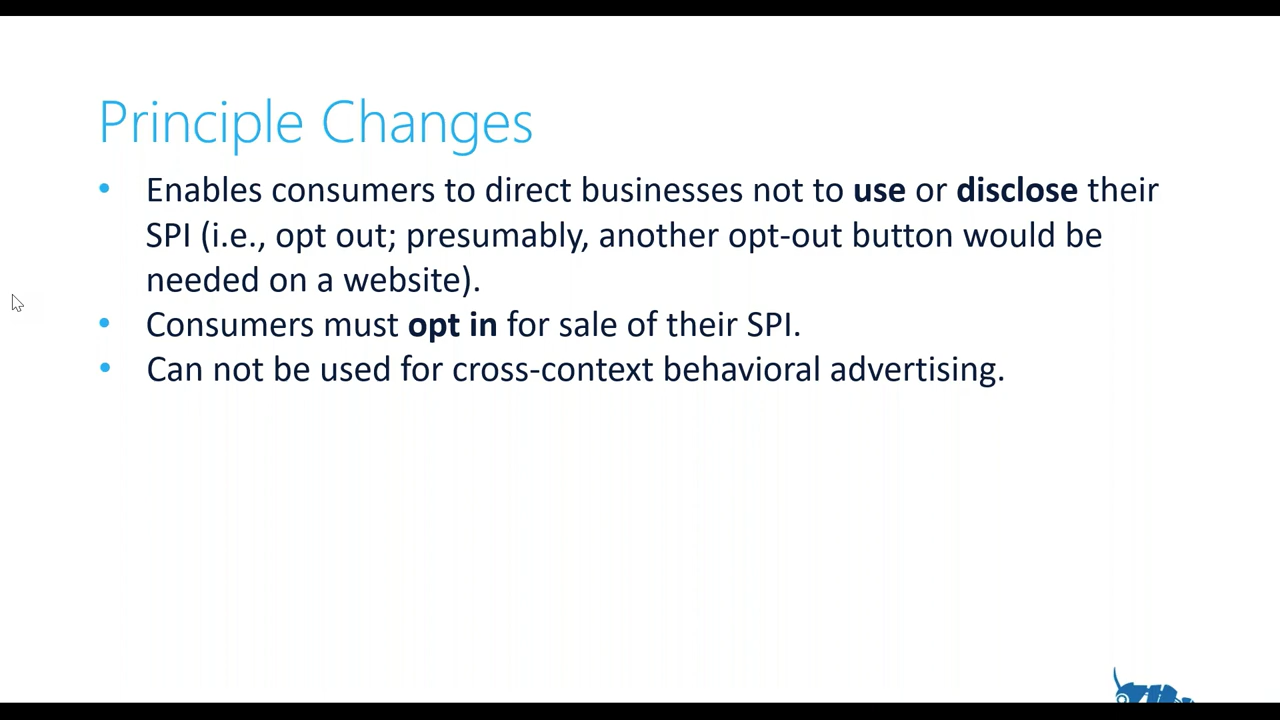 Principle Changes
• Enables consumers to direct businesses not to use or disclose their
SPI (i.e., opt out; presumably, another opt-out button would be
needed on a website).
• Consumers must opt in for sale of their SPI.
• Can not be used for cross-context behavioral advertising.